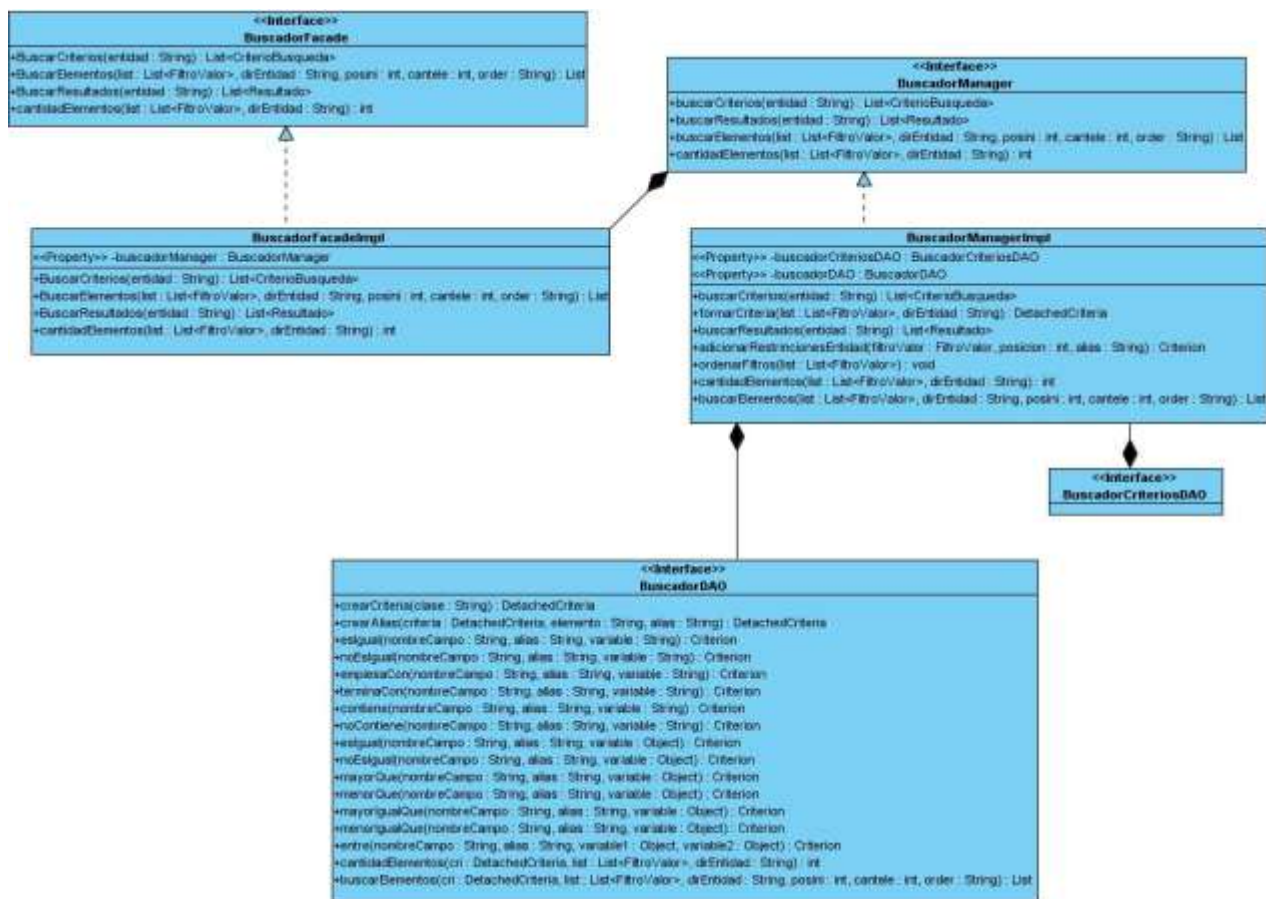 <<Interface>>
BuscadorFacade
+BuscarCriterios(entidad : String) : List<CriterioBusqueda>
+BuscarElementos(list : List<FiltroValor>, dirEntidad : String, posini : int, cantele : int, order : String) : List
+BuscarResultados(entidad : String) : List<Resultado>
+cantidadElementos(list : List<FiltroValor>, dirEntidad : String) : int
<<Interface>>
BuscadorManager
+buscarCriterios(entidad : String) : List<CriterioBusqueda>
+buscarResultados(entidad : String) : List<Resultado>
+buscarElementos(list : List<FiltroValor>, dirEntidad : String, posini : int, cantele : int, order : String) : List
+cantidadElementos(list : List<FiltroValor>, dirEntidad : String) : int
BuscadorFacadeImpl
<<Property>> -buscadorManager : BuscadorManager
+BuscarCriterios(entidad : String) : List<CriterioBusqueda>
+BuscarElementos(list : List<FiltroValor>, dirEntidad : String, posini : int, cantele : int, order : String) : List
+BuscarResultados(entidad : String) : List<Resultado>
+cantidadElementos(list : List<FiltroValor>, dirEntidad : String) : int
BuscadorManagerImpl
<<Property>> -buscadorCriteriosDAO : BuscadorCriteriosDAO
<<Property>> -buscadorDAO : BuscadorDAO
+buscarCriterios(entidad : String) : List<CriterioBusqueda>
+formarCriteria(list : List<FiltroValor>, dirEntidad : String) : DetachedCriteria
+buscarResultados(entidad : String) : List<Resultado>
+adicionarRestrincionesEntidad(filtroValor : FiltroValor, posicion : int, alias : String) : Criterion
+ordenarFiltros(list : List<FiltroValor>) : void
+cantidadElementos(list : List<FiltroValor>, dirEntidad : String) : int
+buscarElementos(list : List<FiltroValor>, dirEntidad : String, posini : int, cantele : int, order : String) : List
<<Interface>>
BuscadorCriteriosDAO
<<Interface>>
BuscadorDAO
+crearCriteria(clase : String) : DetachedCriteria
+crearAlias(criteria : DetachedCriteria, elemento : String, alias : String) : DetachedCriteria
+esIgual(nombreCampo : String, alias : String, variable : String) : Criterion
+noEsIgual(nombreCampo : String, alias : String, variable : String) : Criterion
+empiesaCon(nombreCampo : String, alias : String, variable : String) : Criterion
+terminaCon(nombreCampo : String, alias : String, variable : String) : Criterion
+contiene(nombreCampo : String, alias : String, variable : String) : Criterion
+noContiene(nombreCampo : String, alias : String, variable : String) : Criterion
+esIgual(nombreCampo : String, alias : String, variable : Object) : Criterion
+noEsIgual(nombreCampo : String, alias : String, variable : Object) : Criterion
+mayorQue(nombreCampo : String, alias : String, variable : Object) : Criterion
+menorQue(nombreCampo : String, alias : String, variable : Object) : Criterion
+mayorIgualQue(nombreCampo : String, alias : String, variable : Object) : Criterion
+menorIgualQue(nombreCampo : String, alias : String, variable : Object) : Criterion
+entre(nombreCampo : String, alias : String, variable1 : Object, variable2 : Object) : Criterion
+cantidadElementos(cri : DetachedCriteria, list : List<FiltroValor>, dirEntidad : String) : int
+buscarElementos(cri : DetachedCriteria, list : List<FiltroValor>, dirEntidad : String, posini : int, cantele : int, order : String) : List